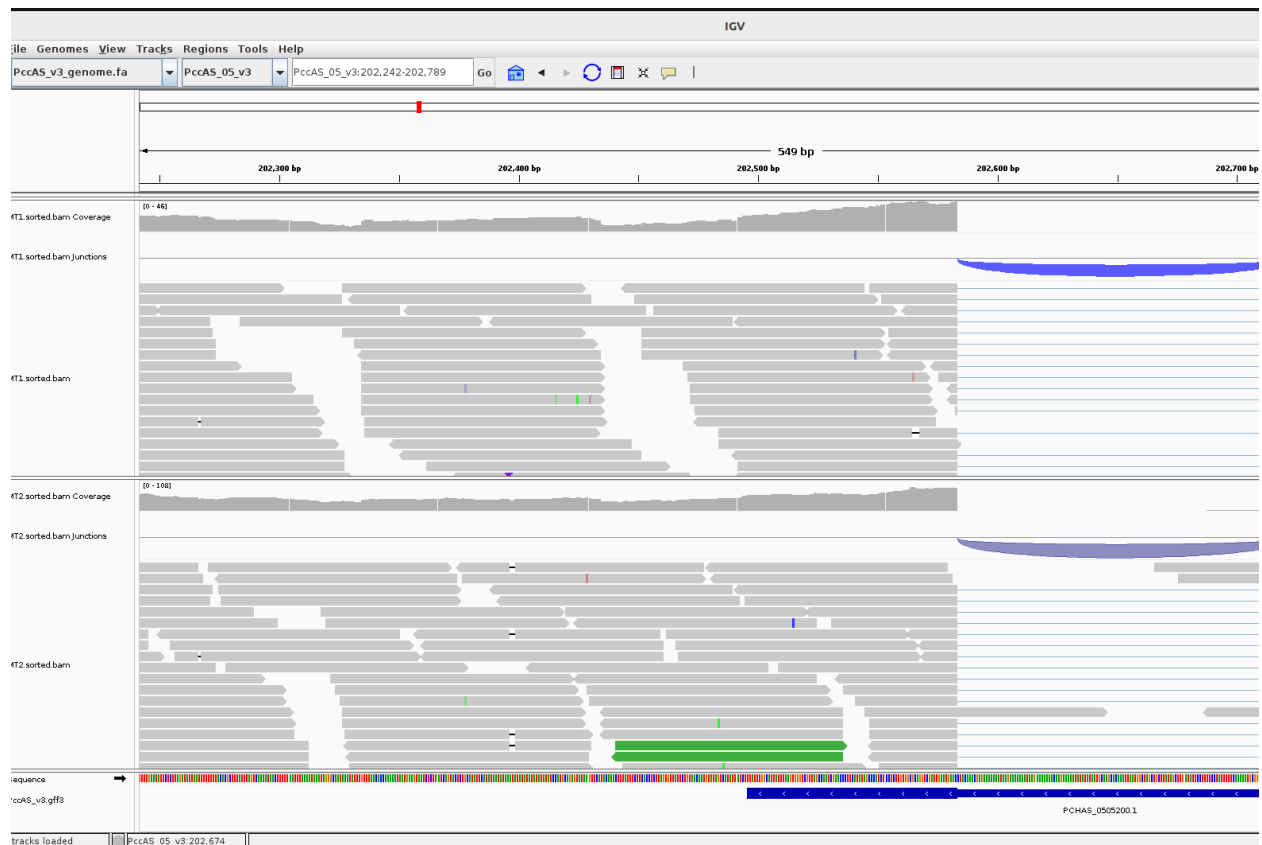 IGV
ile Genomes View Tracks Regions Tools Help
PccAS_v3_genome.fa PccAS_05_v3 PccAS_05_v3:202,242-202,789 Go
549 bp
202,300 bp 202,400 bp 202,500 bp 202,600 bp 202,700 bp
[0 - 46]
MT1.sorted.bam Coverage
MT1.sorted.bam Junctions
MT1.sorted.bam
[0 - 108]
MT2.sorted.bam Coverage
MT2.sorted.bam Junctions
MT2.sorted.bam
equence
PccAS_v3.gff3
PCHAS_0505200.1
tracks loaded PccAS_05_v3:202,674